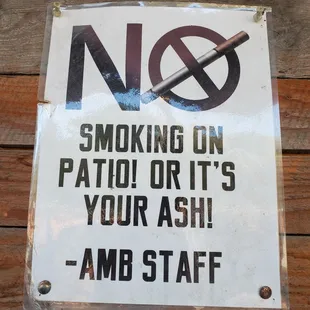 NO
SMOKING ON
PATIO! OR IT'S
YOUR ASH!
-AMB STAFF